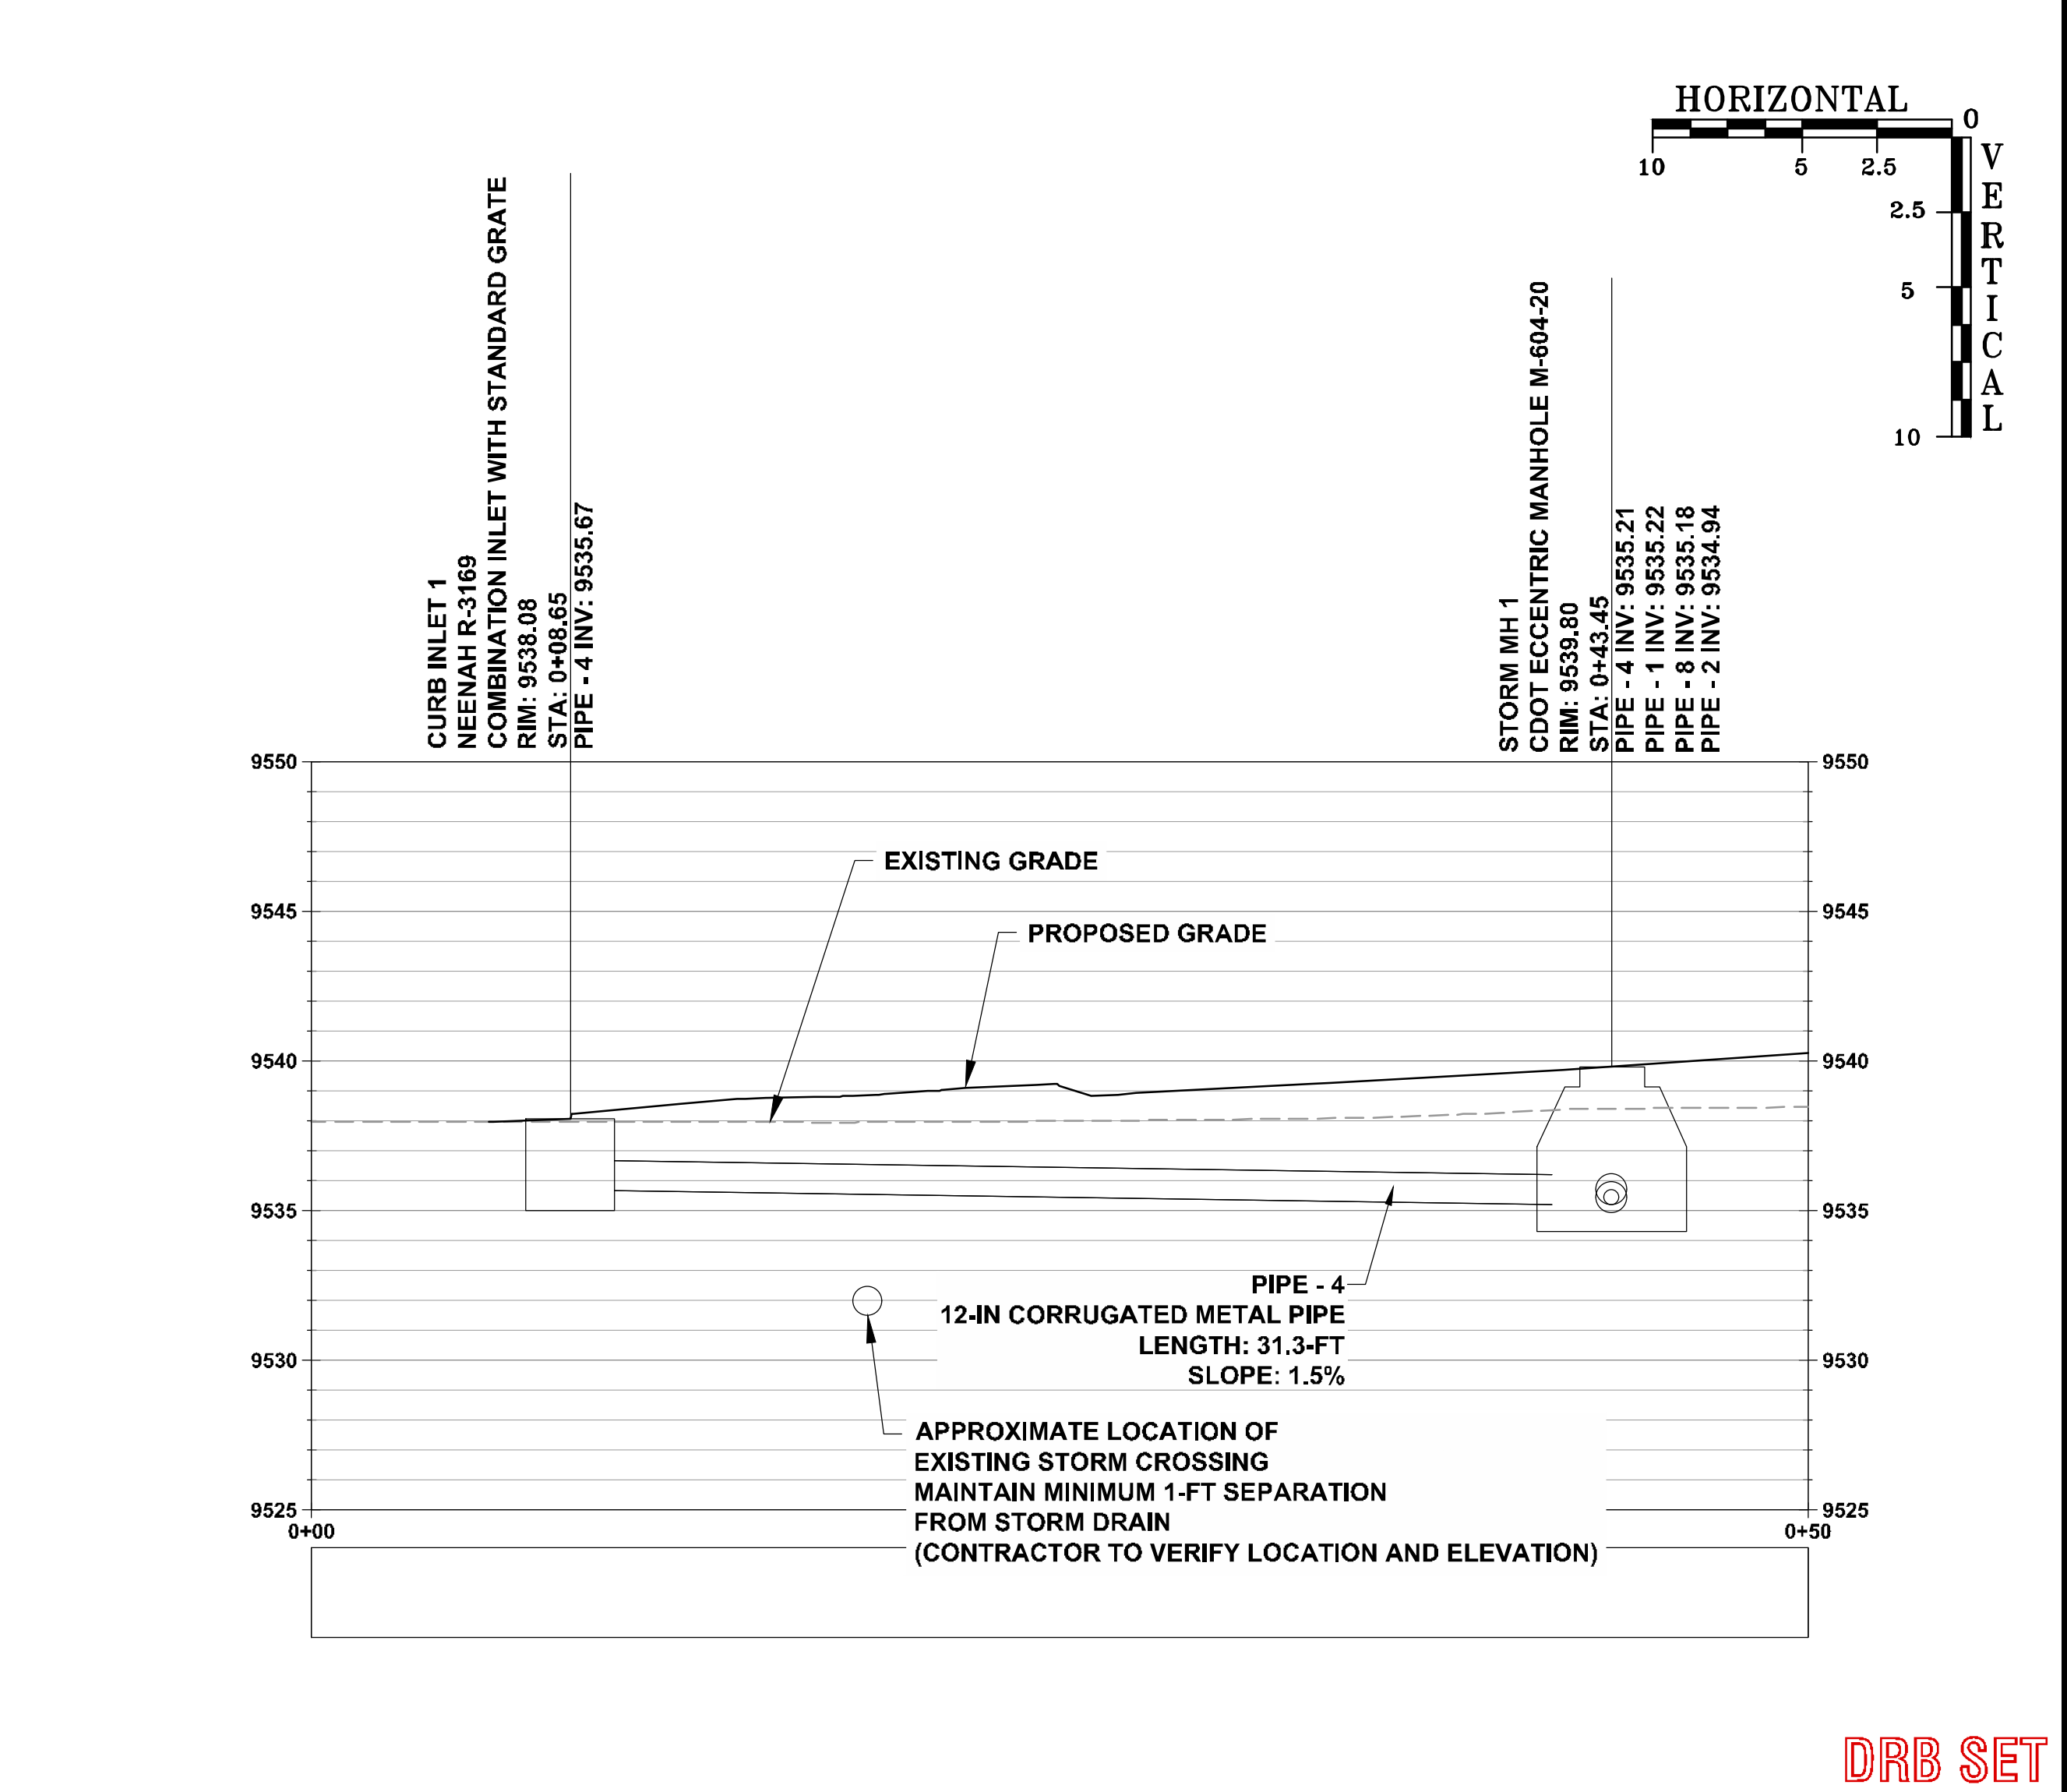 HORIZONTAL
0
10
5
2.5
VERTICAL
2.5
5
10
CURB INLET 1
NEENAH R-3169
COMBINATION INLET WITH STANDARD GRATE
RIM: 9538.08
STA: 0+08.65
PIPE - 4 INV: 9535.67
STORM MH 1
CDOT ECCENTRIC MANHOLE M-604-20
RIM: 9539.80
STA: 0+43.45
PIPE - 4 INV: 9535.21
PIPE - 1 INV: 9535.22
PIPE - 8 INV: 9535.18
PIPE - 2 INV: 9534.94
9550
9550
EXISTING GRADE
9545
9545
PROPOSED GRADE
9540
9540
9535
9535
PIPE - 4
12-IN CORRUGATED METAL PIPE
LENGTH: 31.3-FT
SLOPE: 1.5%
9530
9530
APPROXIMATE LOCATION OF
EXISTING STORM CROSSING
MAINTAIN MINIMUM 1-FT SEPARATION
FROM STORM DRAIN
(CONTRACTOR TO VERIFY LOCATION AND ELEVATION)
9525
9525
0+00
0+50
DRB SET